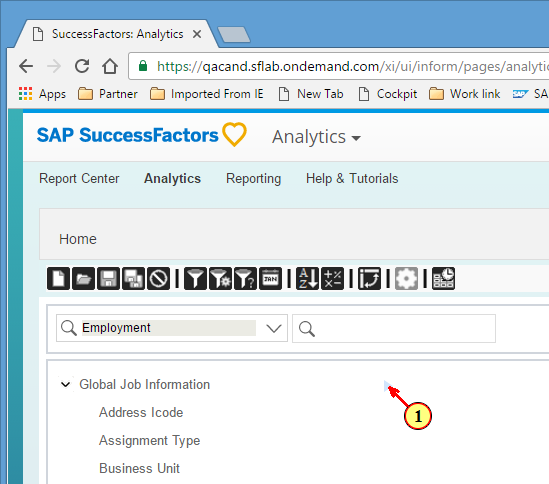 SuccessFactors: Analytics
https://qacand.sflab.ondemand.com/xi/ui/inform/pages/analytic
Apps Partner Imported From IE New Tab Cockpit Work link SA
SAP SuccessFactors Analytics
Report Center Analytics Reporting Help & Tutorials
Home
A Z JAN
Employment
Global Job Information
1
Address Icode
Assignment Type
Business Unit